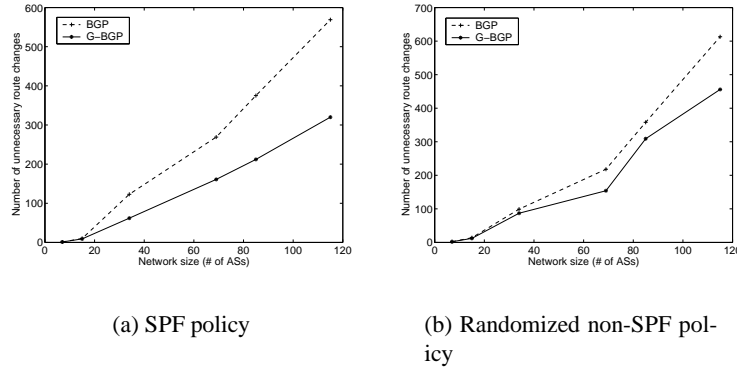 600
500
400
300
200
100
0
0 20 40 60 80 100 120
Number of unnecessary route changes
Network size (# of ASs)
BGP
G−BGP
(a) SPF policy
700
600
500
400
300
200
100
0
0 20 40 60 80 100 120
Number of unnecessary route changes
Network size (# of ASs)
BGP
G−BGP
(b) Randomized non-SPF pol-
icy